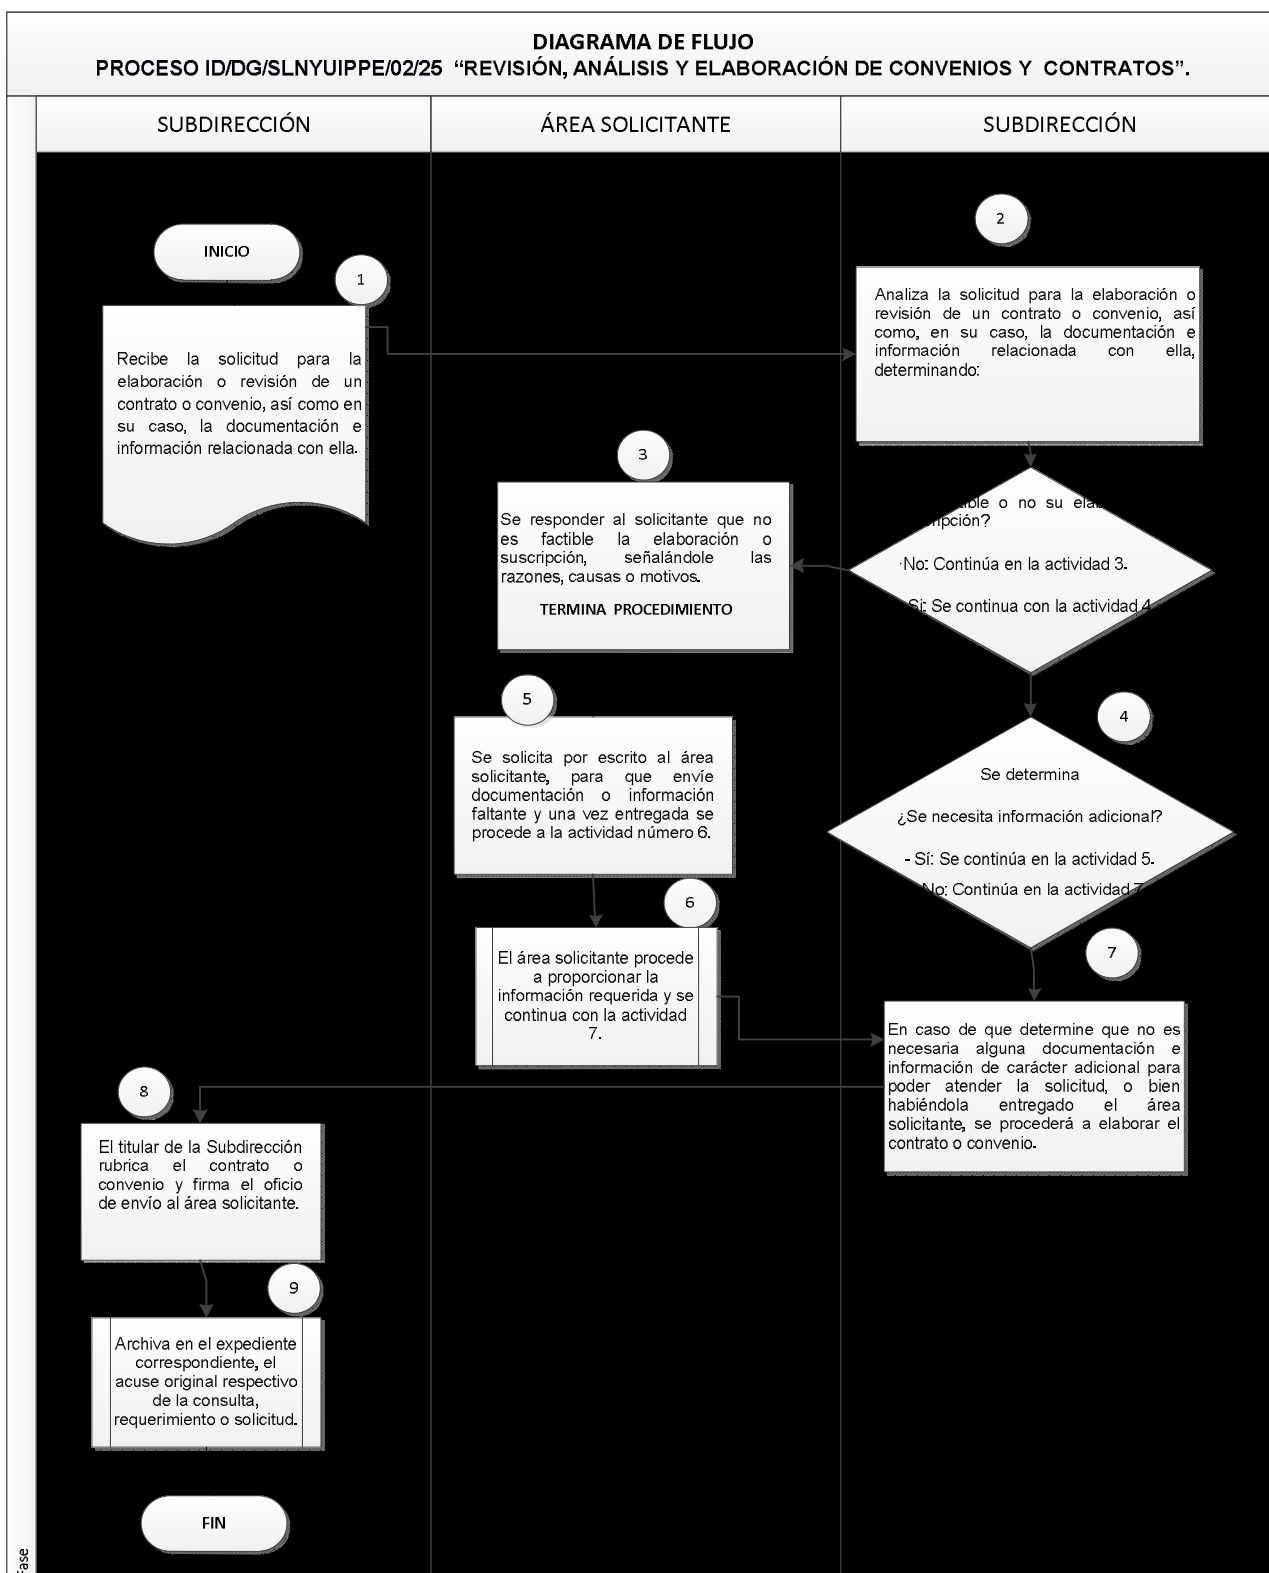 DIAGRAMA DE FLUJO
PROCESO ID/DG/SLNYUIPPE/02/25 “REVISIÓN, ANÁLISIS Y ELABORACIÓN DE CONVENIOS Y CONTRATOS”.
SUBDIRECCIÓN
ÁREA SOLICITANTE
SUBDIRECCIÓN
INICIO
1
Recibe la solicitud para la
elaboración o revisión de un
contrato o convenio, así como en
su caso, la documentación e
información relacionada con ella.
2
Analiza la solicitud para la elaboración o
revisión de un contrato o convenio, así
como, en su caso, la documentación e
información relacionada con ella,
determinando:
o no su
No: Continúa en la actividad 3.
Si: Se continua con la actividad 4
3
Se responder al solicitante que no
es factible la elaboración o
suscripción, señalándole las
razones, causas o motivos.
TERMINA PROCEDIMIENTO
4
Se determina
¿Se necesita información adicional?
- Sí: Se continúa en la actividad 5.
No: Continúa en la actividad 7
5
Se solicita por escrito al área
solicitante, para que envíe
documentación o información
faltante y una vez entregada se
procede a la actividad número 6.
6
El área solicitante procede
a proporcionar la
información requerida y se
continua con la actividad
7.
7
En caso de que determine que no es
necesaria alguna documentación e
información de carácter adicional para
poder atender la solicitud, o bien
habiéndola entregado el área
solicitante, se procederá a elaborar el
contrato o convenio.
8
El titular de la Subdirección
rubrica el contrato o
convenio y firma el oficio
de envío al área solicitante.
9
Archiva en el expediente
correspondiente, el
acuse original respectivo
de la consulta,
requerimiento o solicitud.
FIN
Fase